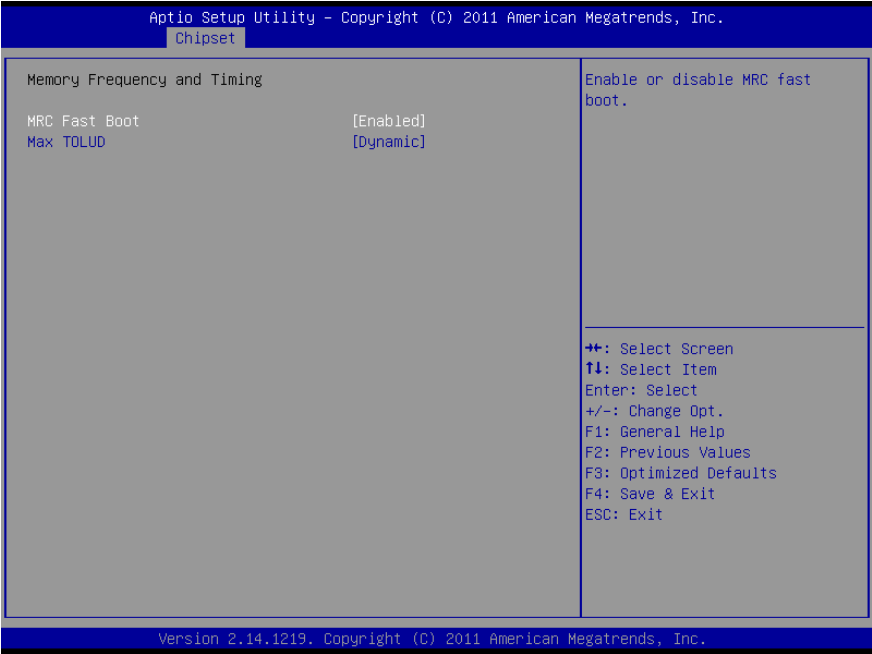 Aptio Setup Utility – Copyright (C) 2011 American Megatrends, Inc.
Chipset
Memory Frequency and Timing
MRC Fast Boot [Enabled]
Max TOLUD [Dynamic]
Enable or disable MRC fast
boot.
→←: Select Screen
↑↓: Select Item
Enter: Select
+/-: Change Opt.
F1: General Help
F2: Previous Values
F3: Optimized Defaults
F4: Save & Exit
ESC: Exit
Version 2.14.1219. Copyright (C) 2011 American Megatrends, Inc.